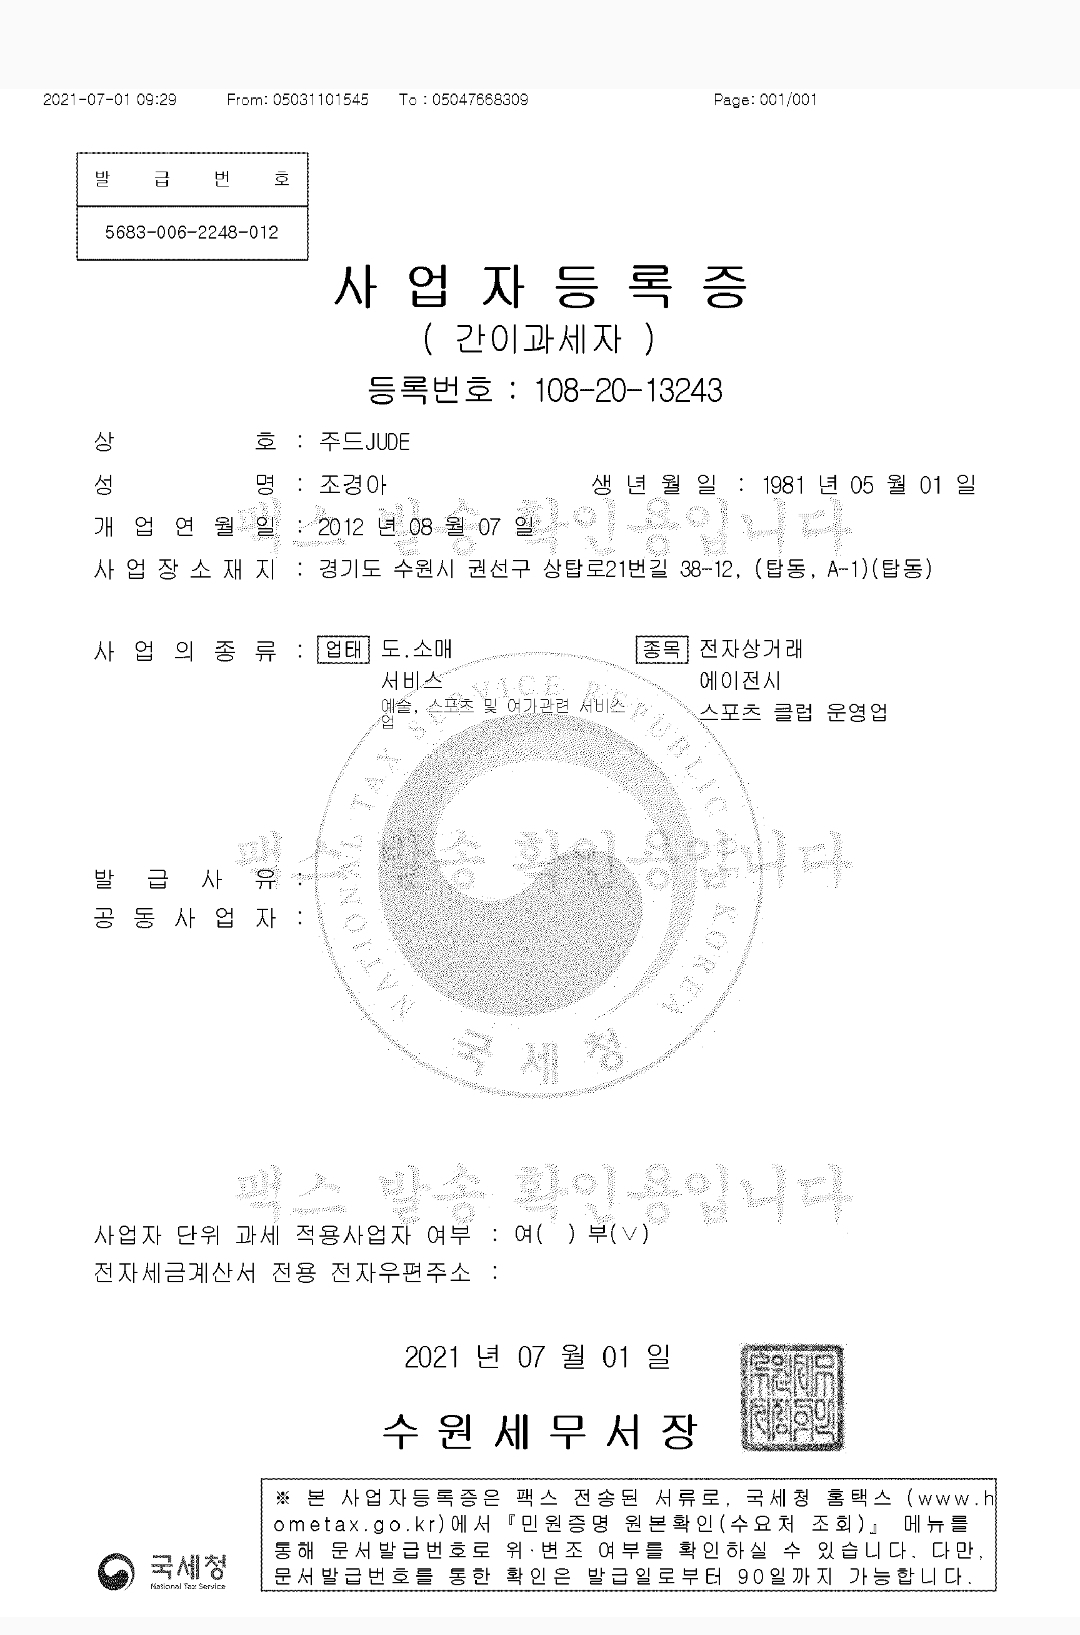 2021-07-01 09:29 From: 05031101545 To : 05047668309 Page: 001/001
발 급 번 호
5683-006-2248-012
사 업 자 등 록 증
( 간이과세자 )
등록번호 : 108-20-13243
상 호 : 주드JUDE
성 명 : 조경아 생 년 월 일 : 1981 년 05 월 01 일
팩스 발송 확인용입니다
개 업 연 월 일 : 2012 년 08 월 07 일
사 업 장 소 재 지 : 경기도 수원시 권선구 상탑로21번길 38-12, (탑동, A-1)(탑동)
사 업 의 종 류 : 업태 도.소매 종목 전자상거래
서비스 에이전시
예술, 스포츠 및 여가관련 서비스
업 스포츠 클럽 운영업
NATIONAL TAX SERVICE REPUBLIC OF KOREA
팩스 발송 확인용입니다
발 급 사 유 :
공 동 사 업 자 :
국세청
팩스 발송 확인용입니다
사업자 단위 과세 적용사업자 여부 : 여( ) 부(∨)
전자세금계산서 전용 전자우편주소 :
2021 년 07 월 01 일
수 원 세 무 서 장
※ 본 사업자등록증은 팩스 전송된 서류로, 국세청 홈택스 (www.h
ometax.go.kr)에서 『민원증명 원본확인(수요처 조회)』 메뉴를
통해 문서발급번호로 위·변조 여부를 확인하실 수 있습니다. 다만,
문서발급번호를 통한 확인은 발급일로부터 90일까지 가능합니다.
국세청
National Tax Service